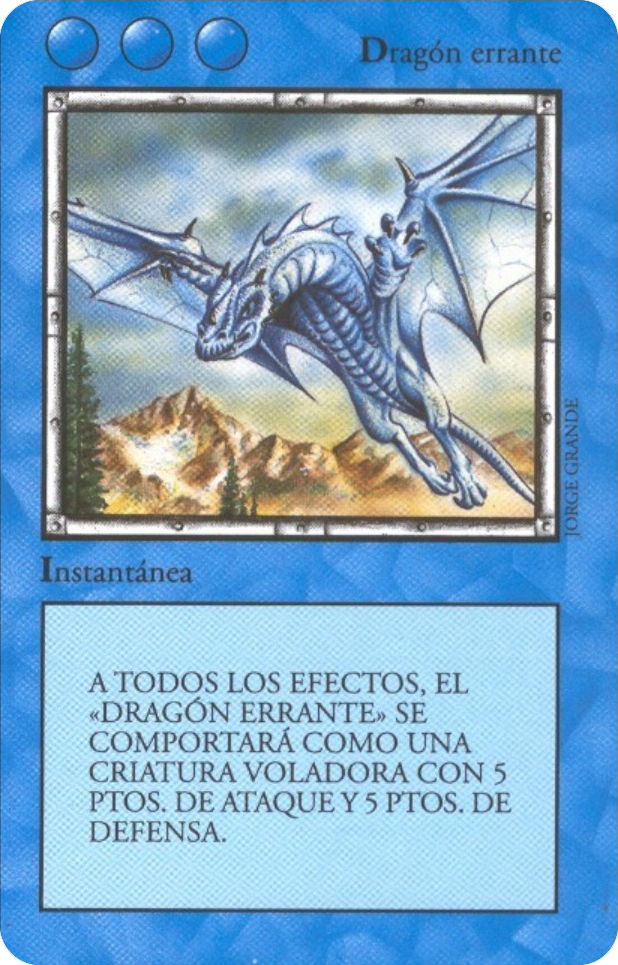 Dragón errante
JORGE GRANDE
Instantánea
A TODOS LOS EFECTOS, EL
«DRAGÓN ERRANTE» SE
COMPORTARÁ COMO UNA
CRIATURA VOLADORA CON 5
PTOS. DE ATAQUE Y 5 PTOS. DE
DEFENSA.